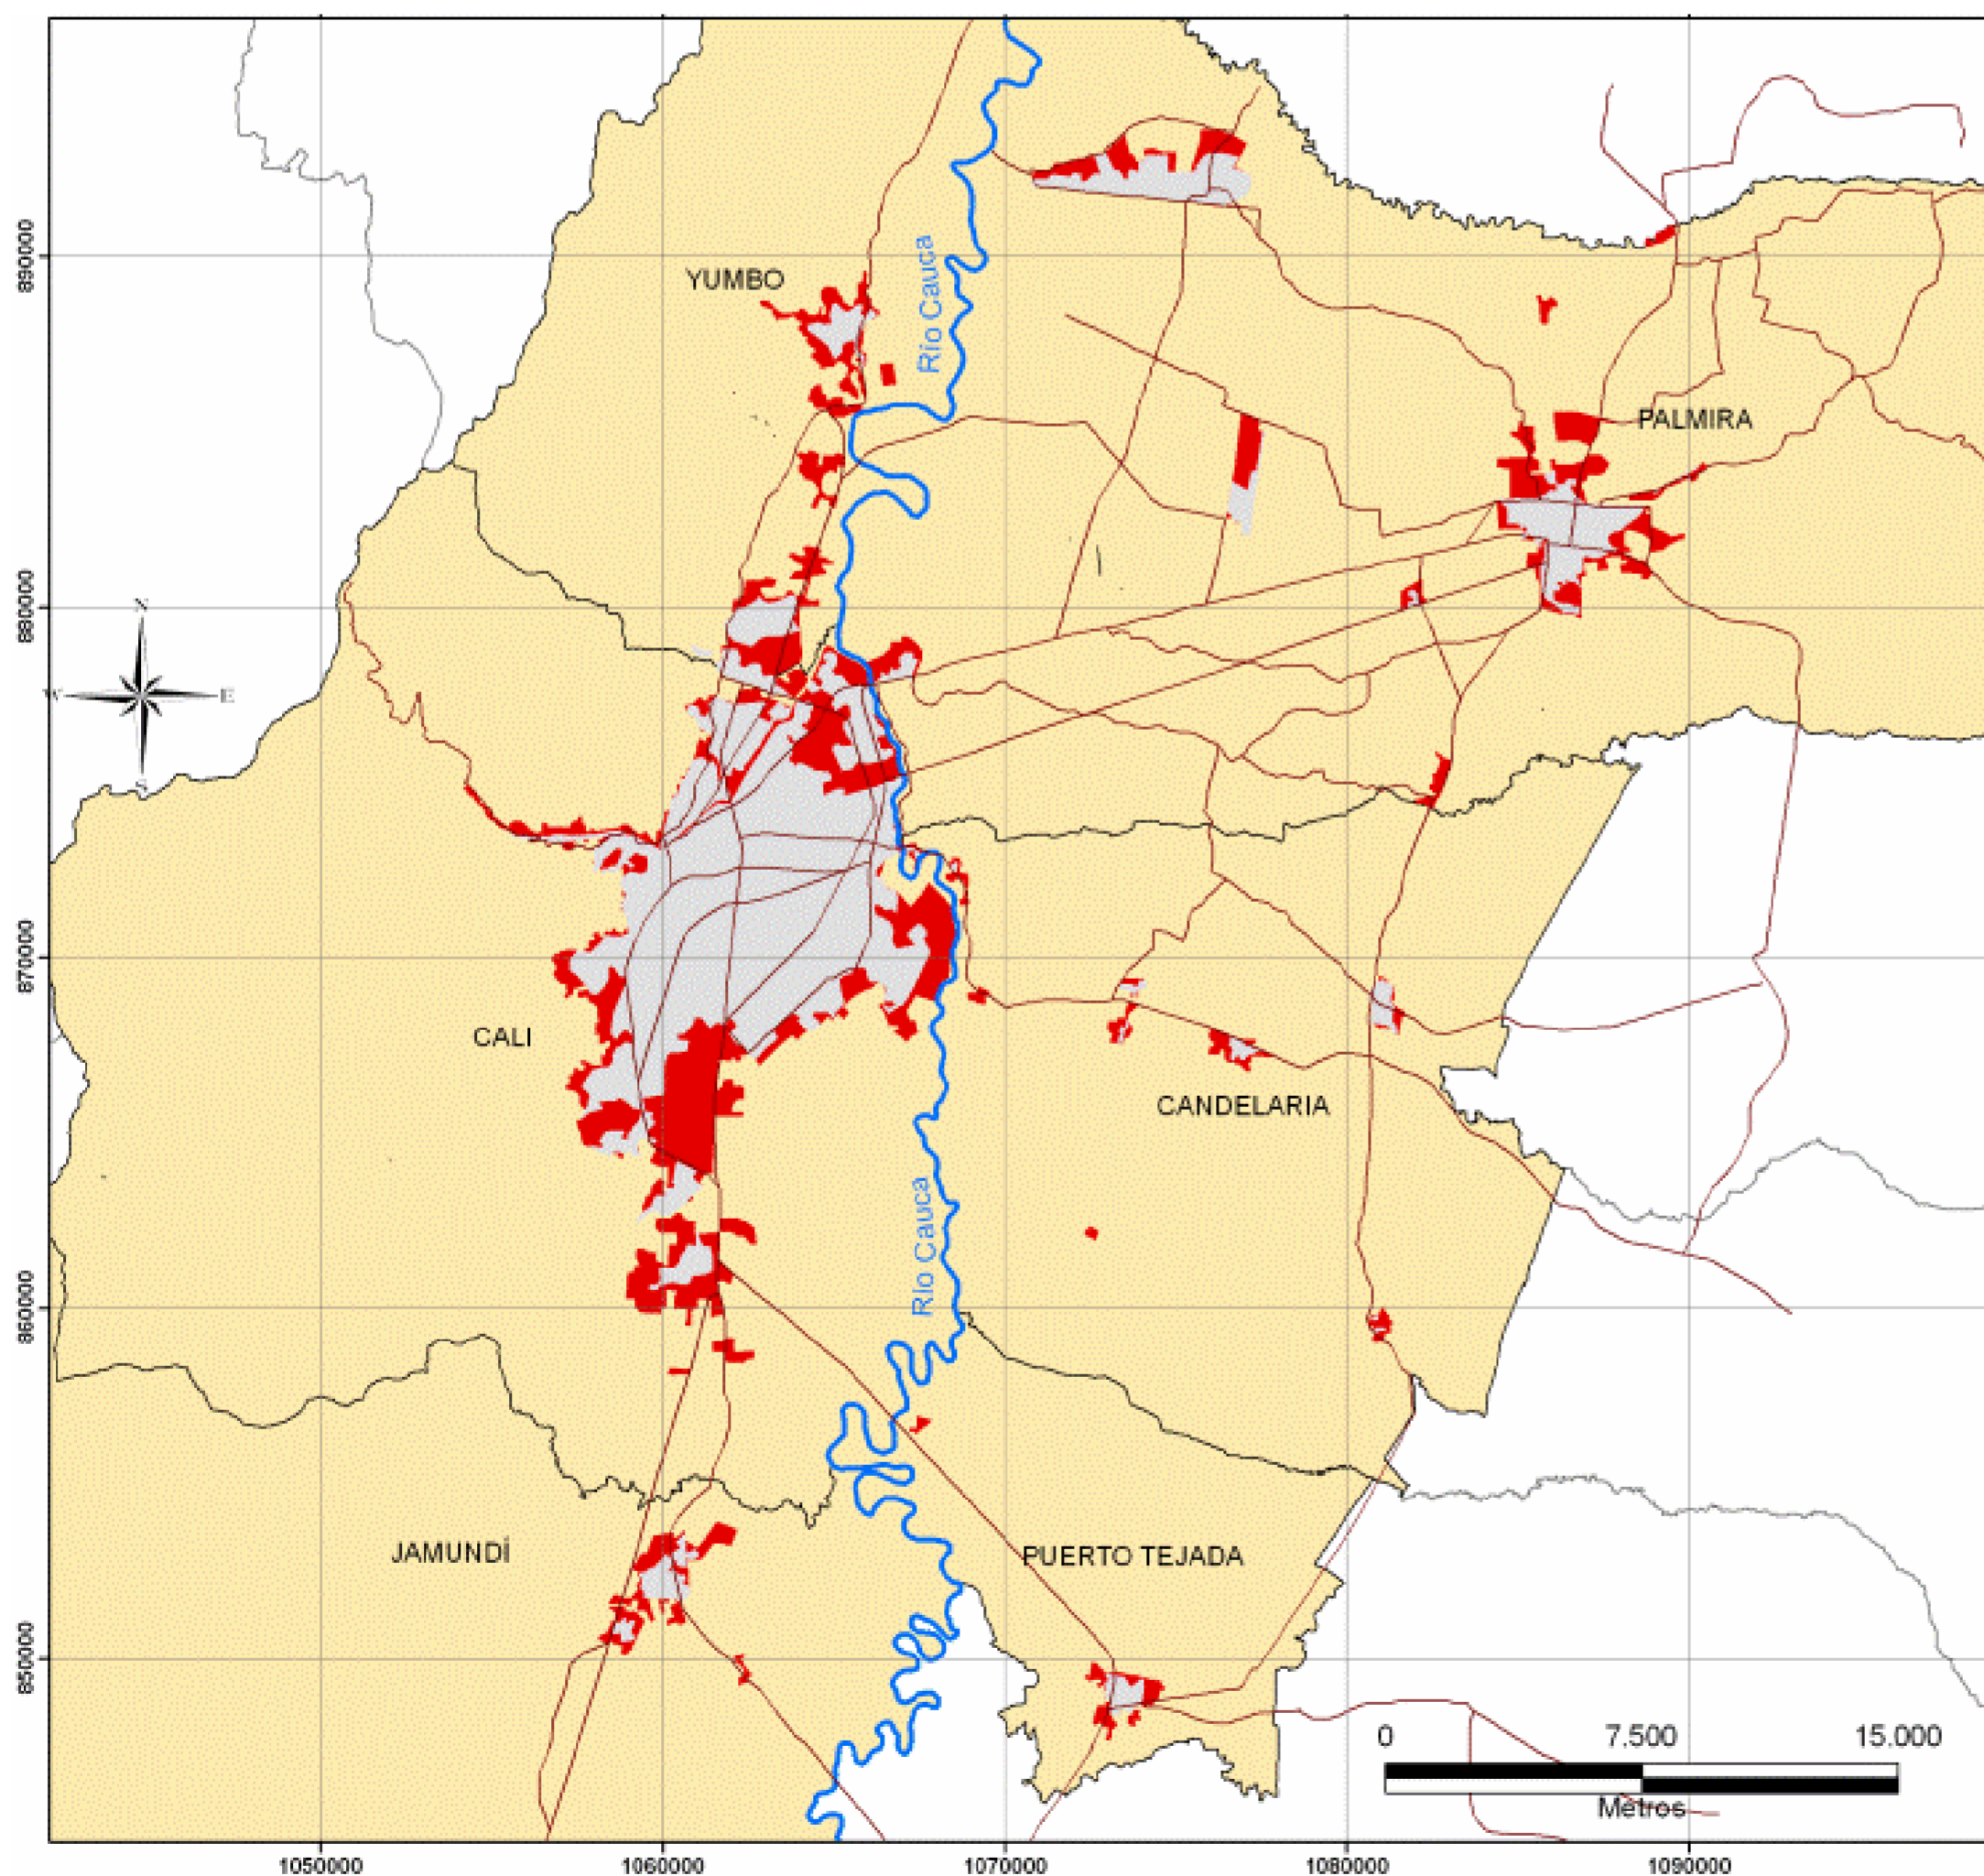 890000
YUMBO
Río Cauca
PALMIRA
880000
N
W
E
S
870000
CALI
CANDELARIA
Río Cauca
860000
JAMUNDÍ
PUERTO TEJADA
850000
0 7.500 15.000
Metros
1050000 1060000 1070000 1080000 1090000